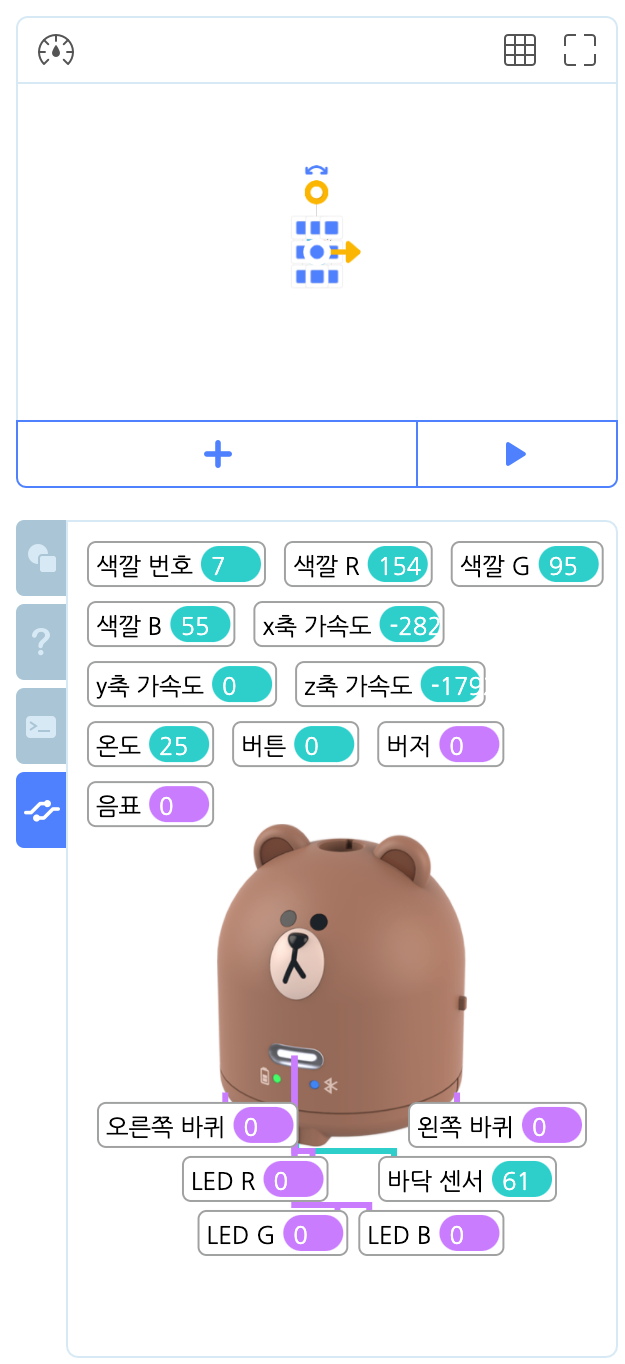 색깔 번호 7 색깔 R 154 색깔 G 95
색깔 B 55 x축 가속도 -282
y축 가속도 0 z축 가속도 -179
온도 25 버튼 0 버저 0
음표 0
오른쪽 바퀴 0 왼쪽 바퀴 0
LED R 0 바닥 센서 61
LED G 0 LED B 0